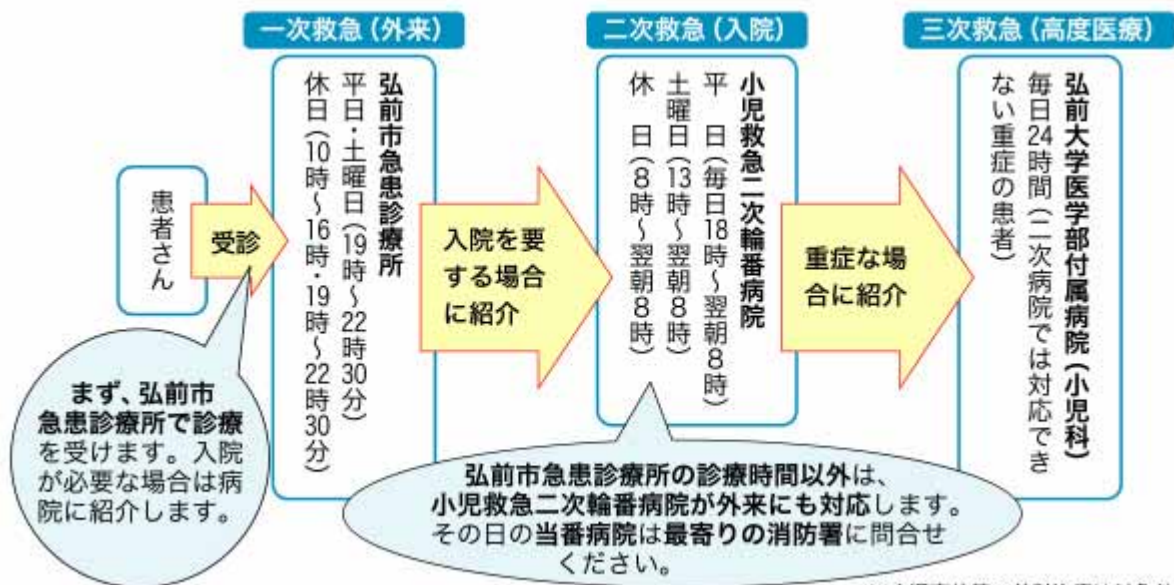 一次救急（外来）
二次救急（入院）
三次救急（高度医療）
患者さん
受診
弘前市急患診療所
平日・土曜日（19時～22時30分）
休日（10時～16時・19時～22時30分）
入院を要
する場合
に紹介
小児救急二次輪番病院
平　日（毎日18時～翌朝8時）
土曜日（13時～翌朝8時）
休　日（8時～翌朝8時）
重症な場
合に紹介
弘前大学医学部付属病院（小児科）
毎日24時間（二次病院では対応でき
ない重症の患者）
まず、弘前市
急患診療所で診療
を受けます。入院
が必要な場合は病
院に紹介します。
弘前市急患診療所の診療時間以外は、
小児救急二次輪番病院が外来にも対応します。
その日の当番病院は最寄りの消防署に問合せ
ください。